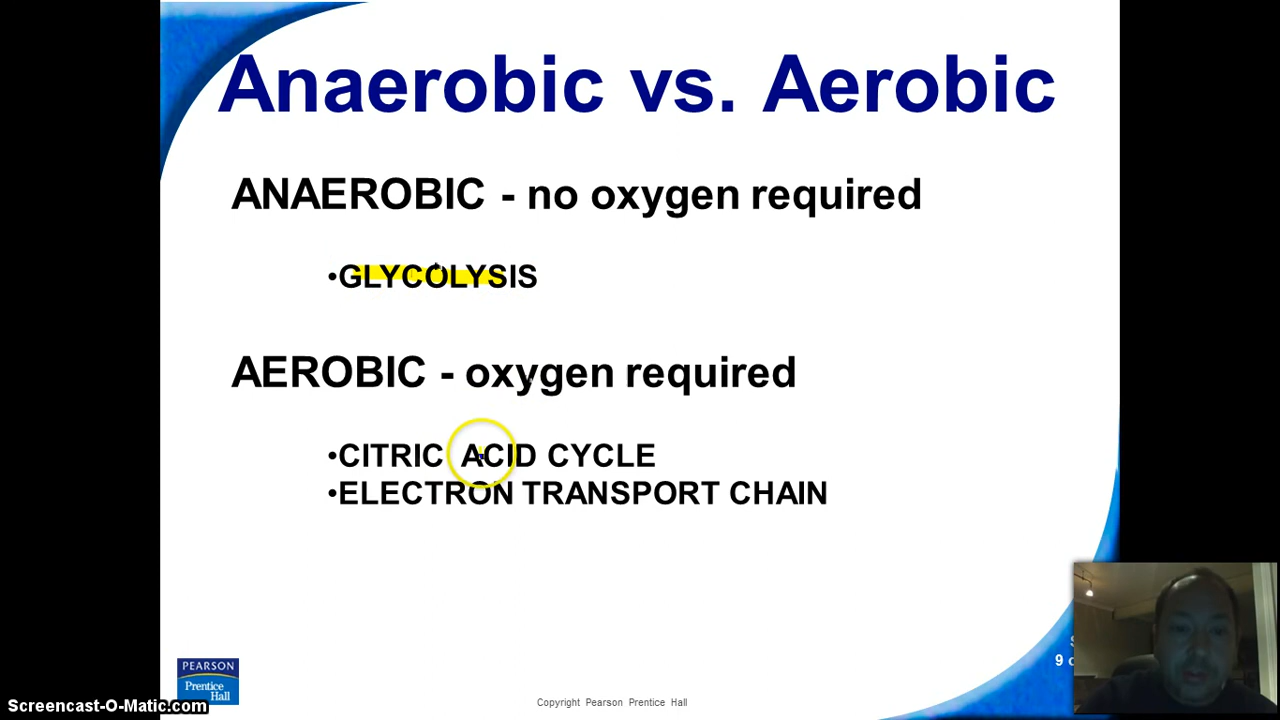 Anaerobic vs. Aerobic
ANAEROBIC - no oxygen required
•GLYCOLYSIS
AEROBIC - oxygen required
•CITRIC ACID CYCLE
•ELECTRON TRANSPORT CHAIN
PEARSON
Prentice
Hall
Copyright Pearson Prentice Hall
9
Screencast-O-Matic.com